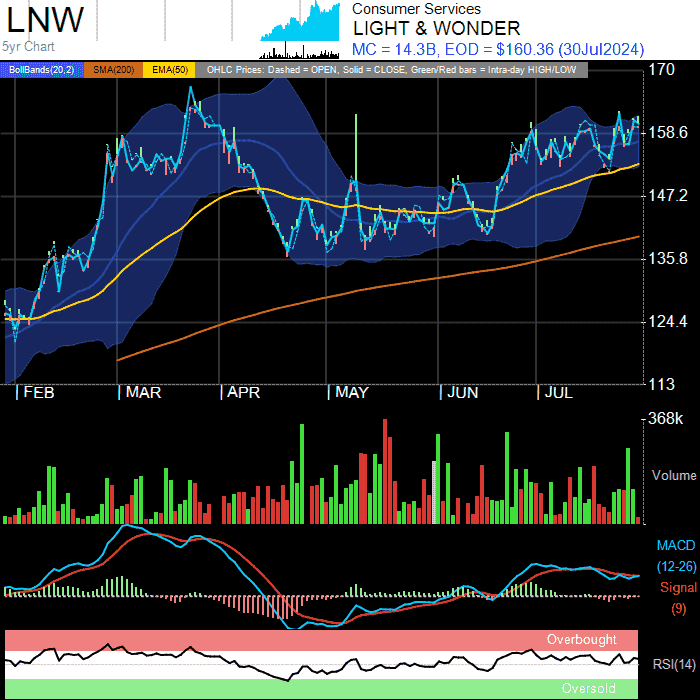 LNW
5yr Chart
Consumer Services
LIGHT & WONDER
MC = 14.3B, EOD = $160.36 (30Jul2024)
BollBands(20,2) SMA(200) EMA(50) OHLC Prices: Dashed = OPEN, Solid = CLOSE, Green/Red bars = Intra-day HIGH/LOW
170
158.6
147.2
135.8
124.4
113
FEB MAR APR MAY JUN JUL
368k
Volume
MACD
(12-26)
Signal
(9)
Overbought
RSI(14)
Oversold